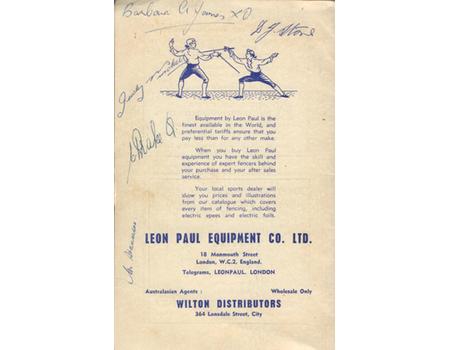 Equipment by Leon Paul is the
finest available in the World, and
preferential tariffs ensure that
you pay less than for any other make.
When you buy Leon Paul
equipment you have the skill and
experience of expert fencers behind
your purchase and your after sales
service.
Your local sports dealer will
show you prices and illustrations
from our catalogue which covers
every item of fencing, including
electric epees and electric foils.
LEON PAUL EQUIPMENT CO. LTD.
18 Monmouth Street
London, W.C.2. England.
Telegrams, LEONPAUL. LONDON
Australasian Agents : Wholesale Only
WILTON DISTRIBUTORS
364 Lonsdale Street, City